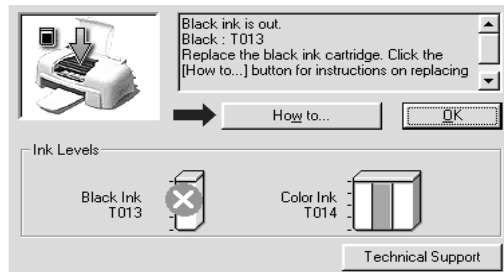 Black ink is out.
Black : T013
Replace the black ink cartridge. Click the
[How to...] button for instructions on replacing
How to...
OK
Ink Levels
Black Ink
T013
Color Ink
T014
Technical Support